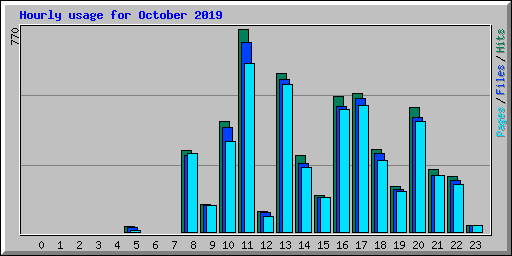 Hourly usage for October 2019
770
Pages/Files/Hits
0 1 2 3 4 5 6 7 8 9 10 11 12 13 14 15 16 17 18 19 20 21 22 23